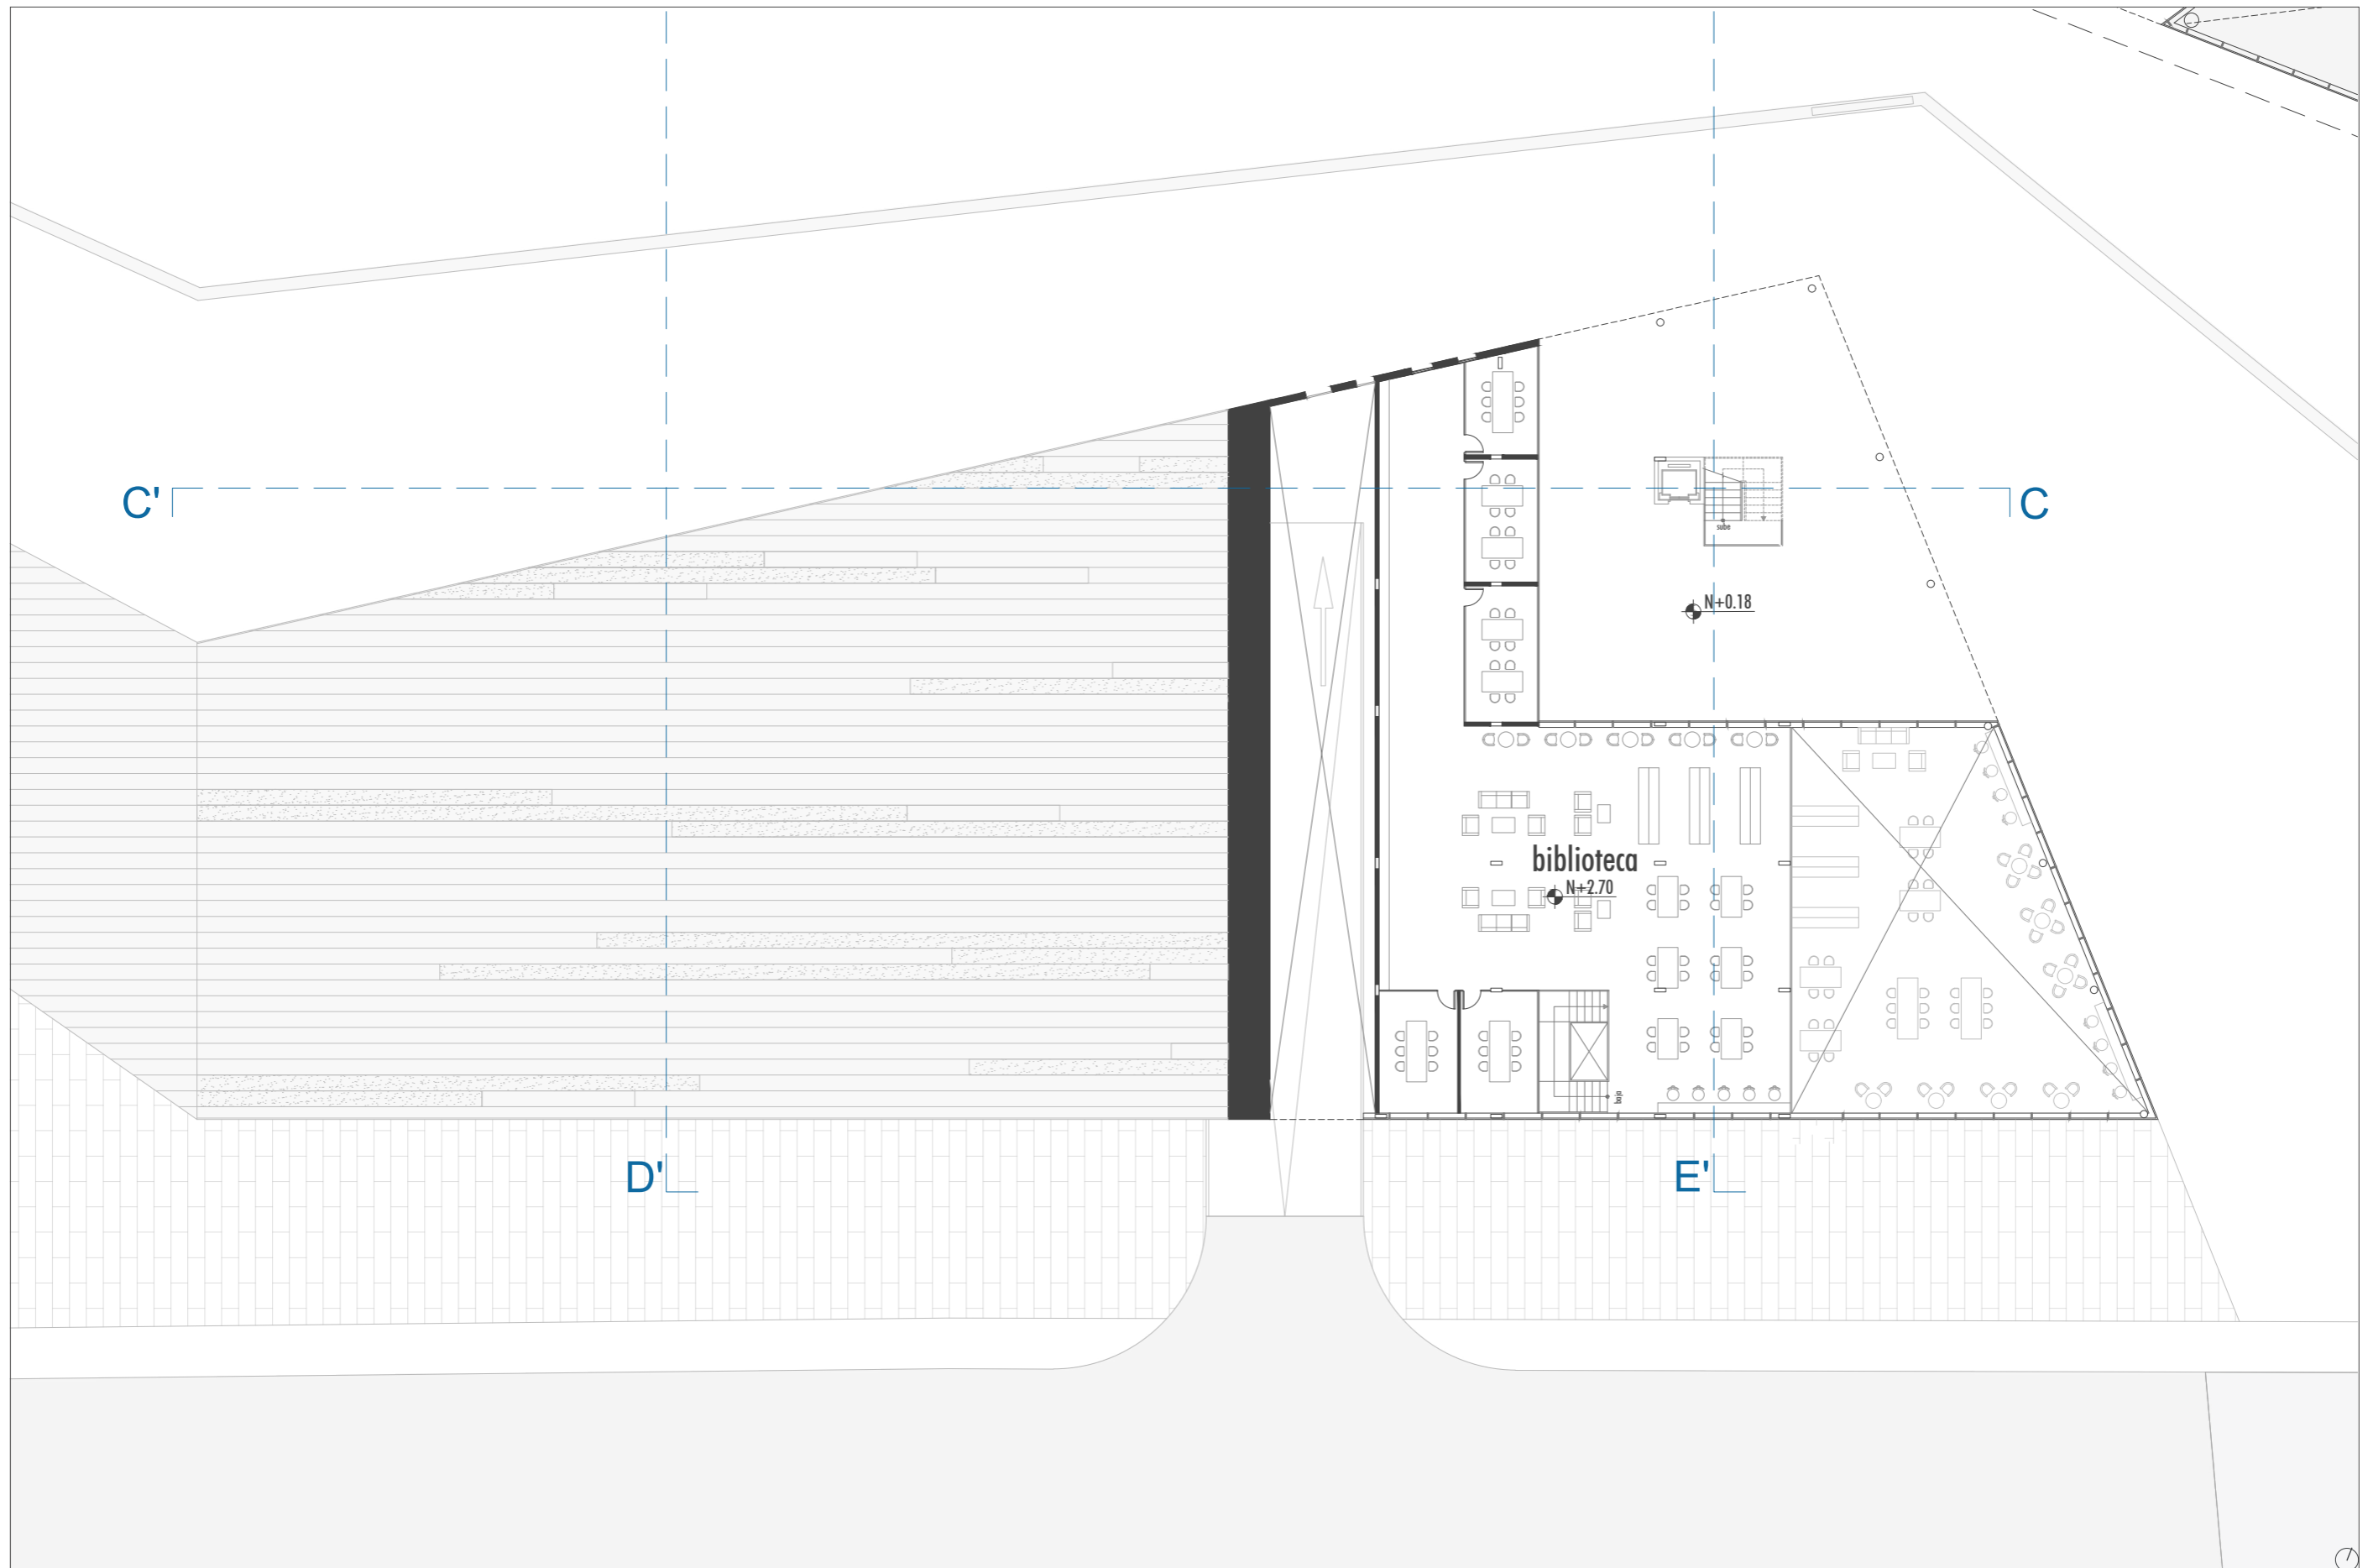 C'
C
sube
N+0.18
biblioteca
N+2.70
baja
D'
E'